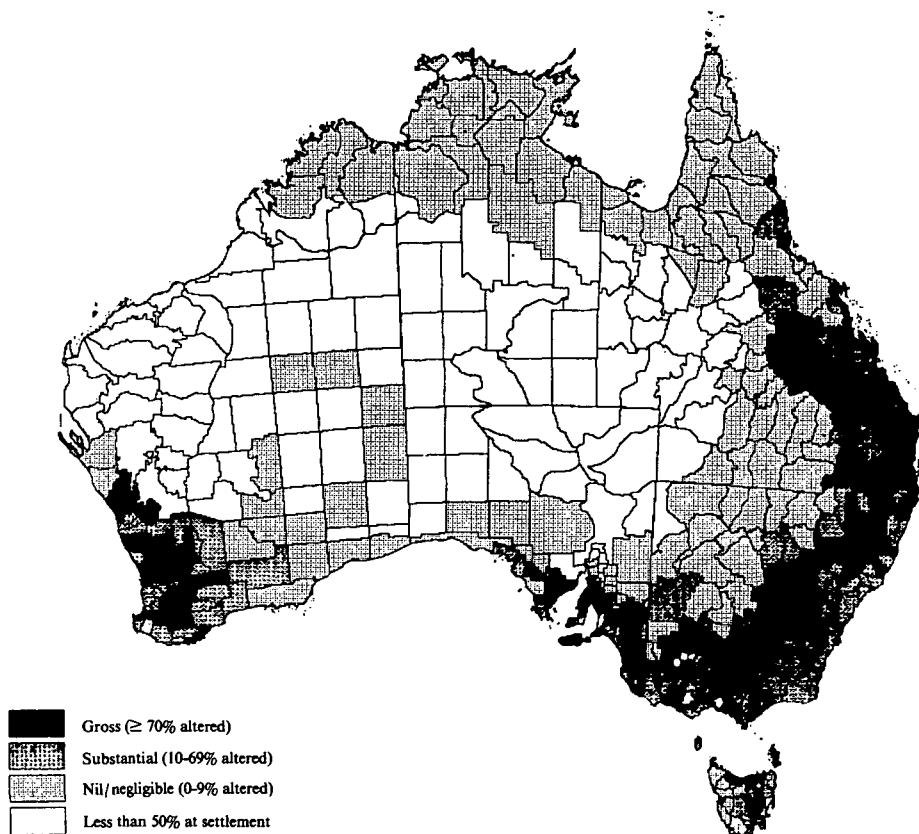 Gross (≥ 70% altered)
Substantial (10-69% altered)
Nil/negligible (0-9% altered)
Less than 50% at settlement